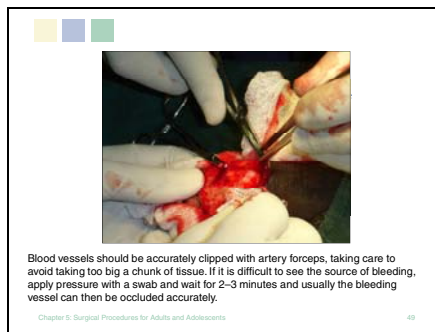 Blood vessels should be accurately clipped with artery forceps, taking care to
avoid taking too big a chunk of tissue. If it is difficult to see the source of bleeding,
apply pressure with a swab and wait for 2–3 minutes and usually the bleeding
vessel can then be occluded accurately.
Chapter 5: Surgical Procedures for Adults and Adolescents
49